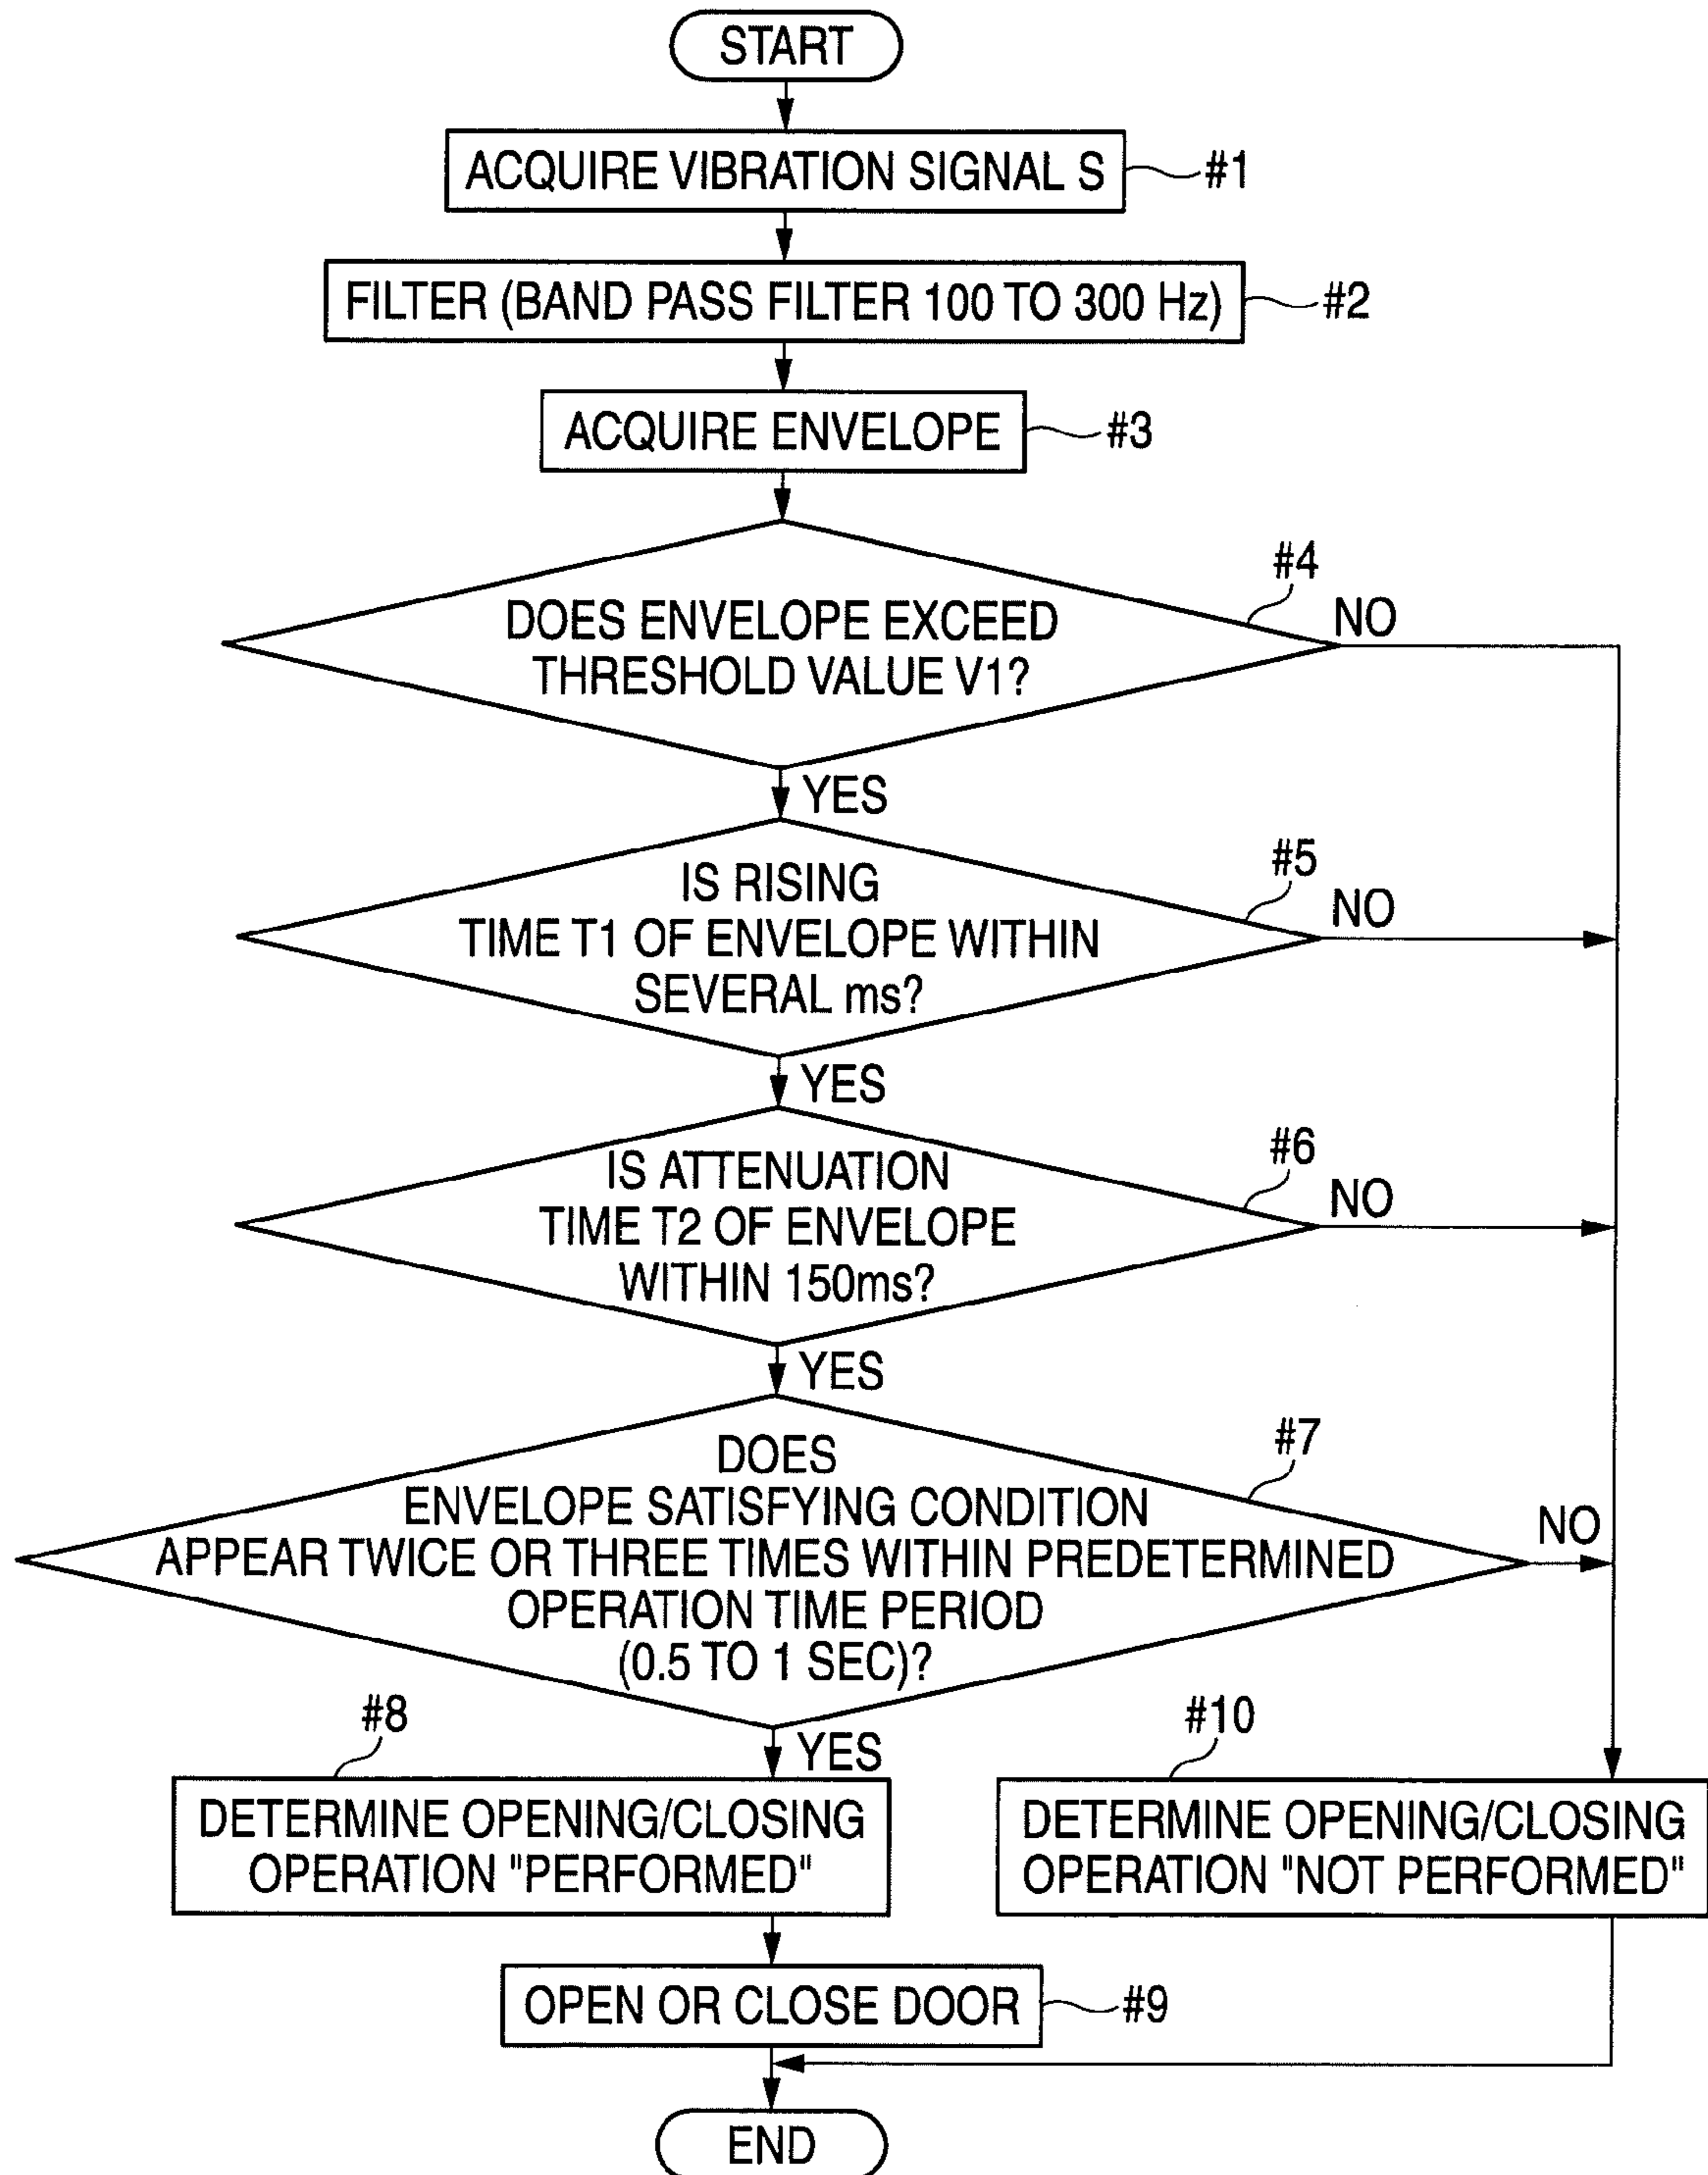 START
ACQUIRE VIBRATION SIGNAL S
#1
FILTER (BAND PASS FILTER 100 TO 300 Hz)
#2
ACQUIRE ENVELOPE
#3
#4
DOES ENVELOPE EXCEED
THRESHOLD VALUE V1?
NO
YES
#5
IS RISING
TIME T1 OF ENVELOPE WITHIN
SEVERAL ms?
NO
YES
#6
IS ATTENUATION
TIME T2 OF ENVELOPE
WITHIN 150ms?
NO
YES
#7
DOES
ENVELOPE SATISFYING CONDITION
APPEAR TWICE OR THREE TIMES WITHIN PREDETERMINED
OPERATION TIME PERIOD
(0.5 TO 1 SEC)?
NO
YES
#8
DETERMINE OPENING/CLOSING
OPERATION "PERFORMED"
#10
DETERMINE OPENING/CLOSING
OPERATION "NOT PERFORMED"
OPEN OR CLOSE DOOR
#9
END